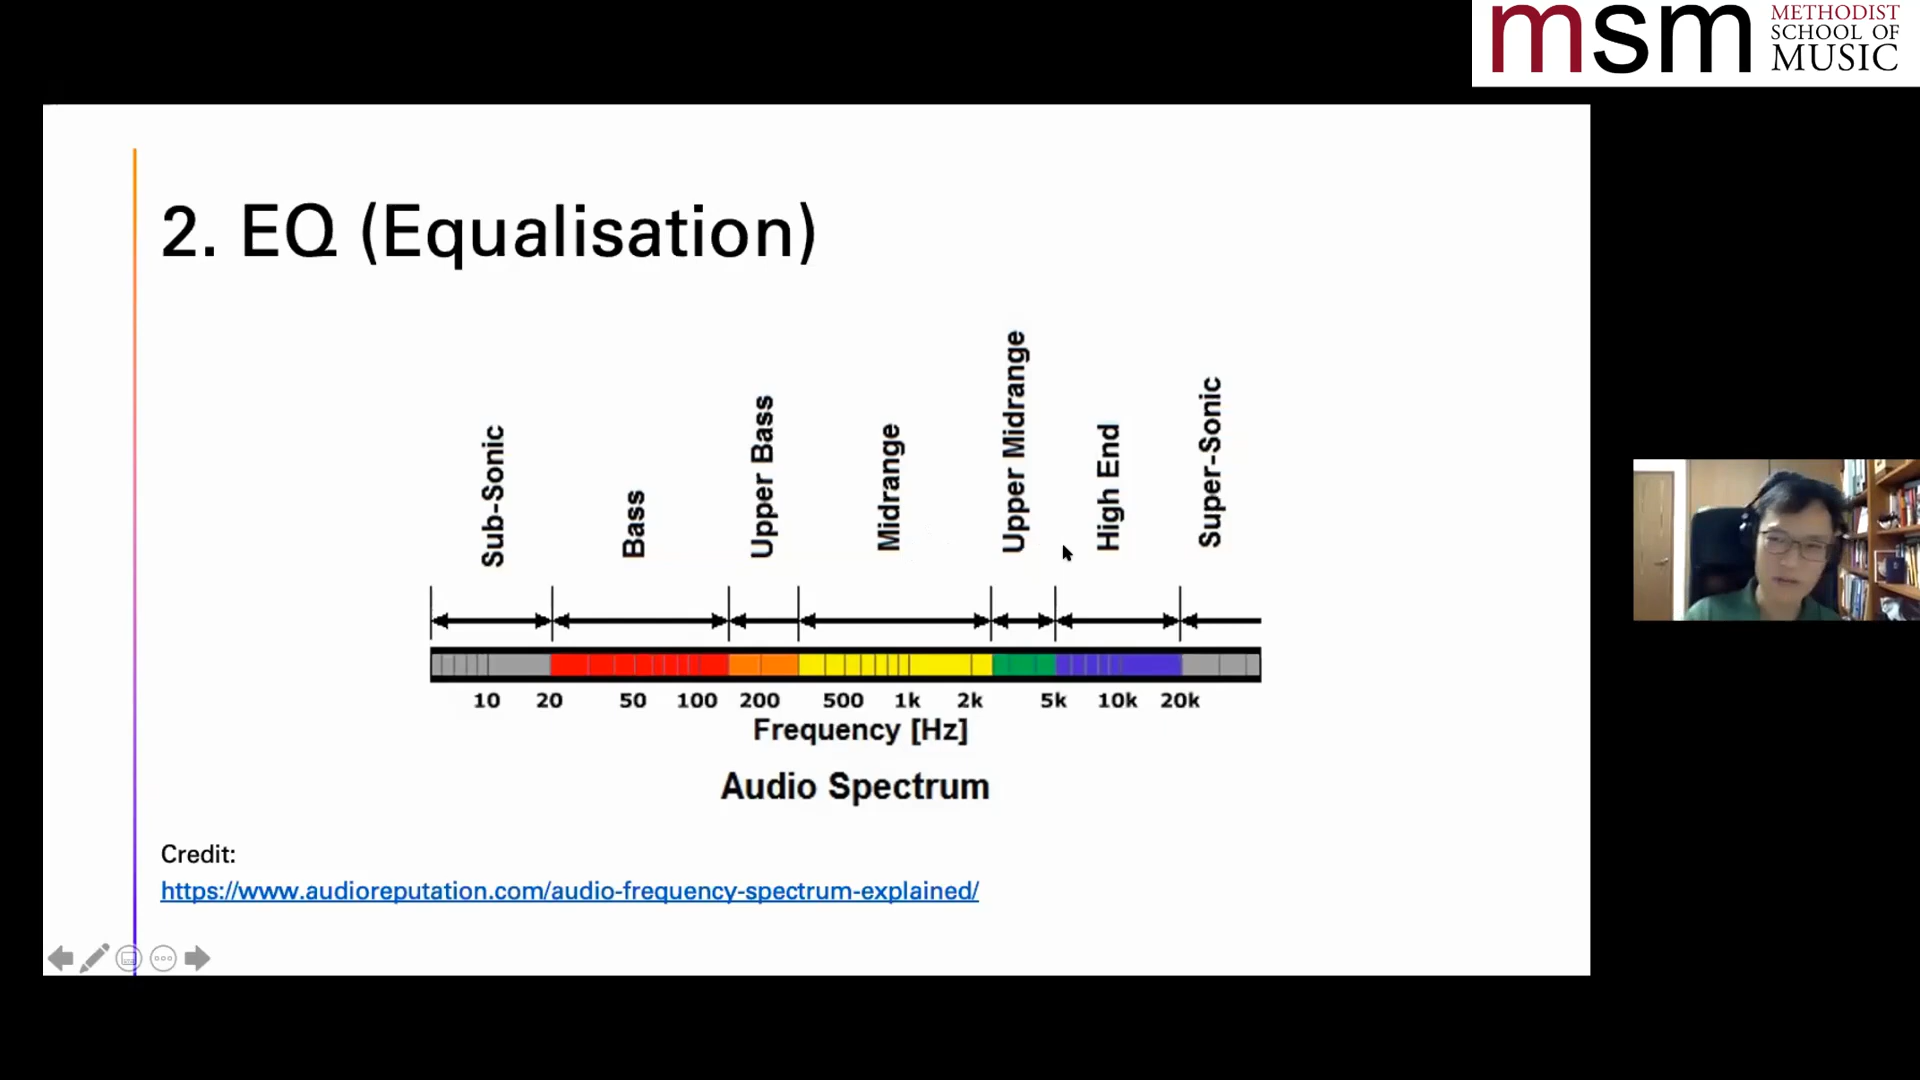 msm METHODIST
SCHOOL OF
MUSIC
2. EQ (Equalisation)
Sub-Sonic
Bass
Upper Bass
Midrange
Upper Midrange
High End
Super-Sonic
10 20 50 100 200 500 1k 2k 5k 10k 20k
Frequency [Hz]
Audio Spectrum
Credit:
https://www.audioreputation.com/audio-frequency-spectrum-explained/